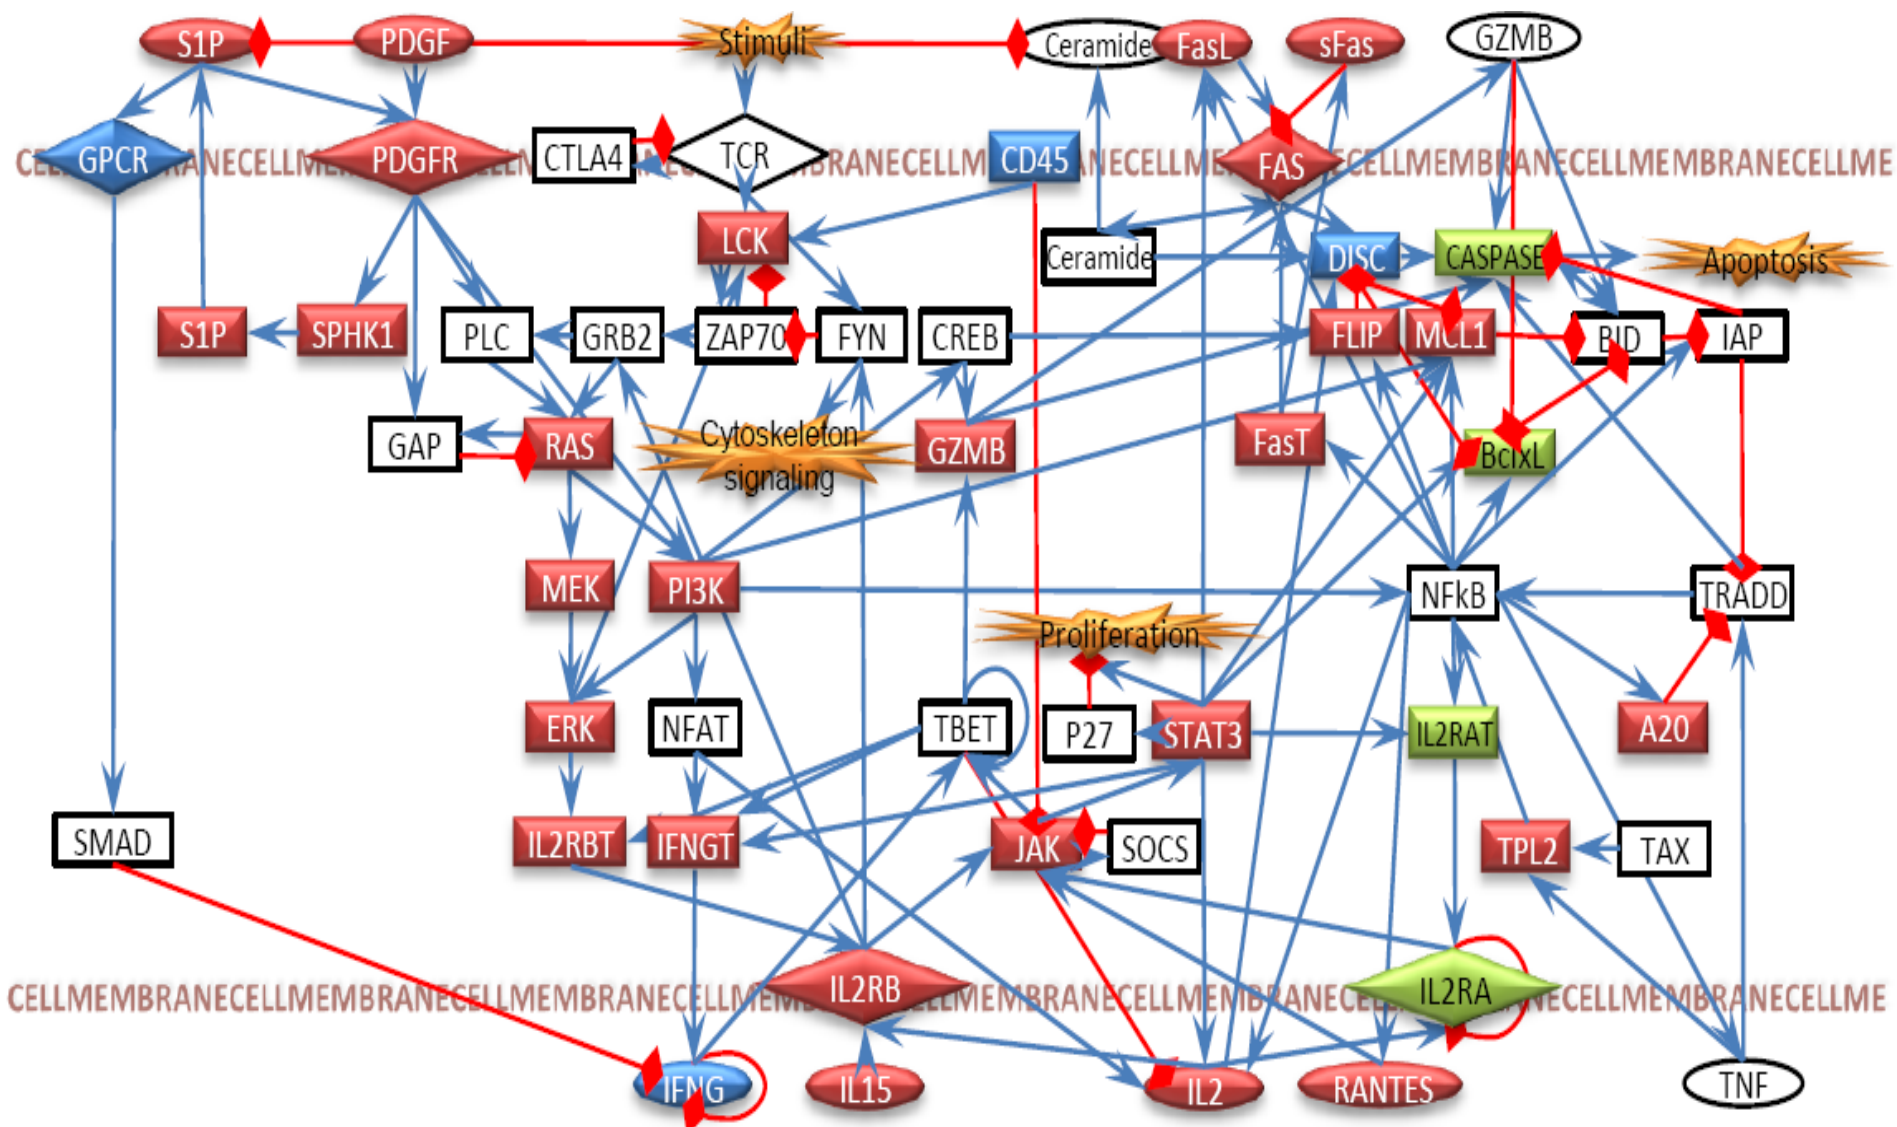 S1P PDGF Stimuli Ceramide FasL sFas GZMB
CELLMEMBRANECELLMEMBRANECELLMEMBRANECELLMEMBRANECELLMEMBRANECELLMEMBRANECELLME
GPCR PDGFR CTLA4 TCR CD45 FAS
LCK
Ceramide DISC CASPASE Apoptosis
S1P SPHK1 PLC GRB2 ZAP70 FYN CREB FLIP MCL1 BID IAP
GAP RAS Cytoskeleton GZMB FasT BclxL
signaling
MEK PI3K NFkB TRADD
Proliferation
ERK NFAT TBET P27 STAT3 IL2RAT A20
SMAD IL2RBT IFNGT JAK SOCS TPL2 TAX
CELLMEMBRANECELLMEMBRANECELLMEMBRANECELLMEMBRANECELLMEMBRANECELLMEMBRANECELLMEMBRANECELLME
IL2RB IL2RA
IFNG IL15 IL2 RANTES TNF